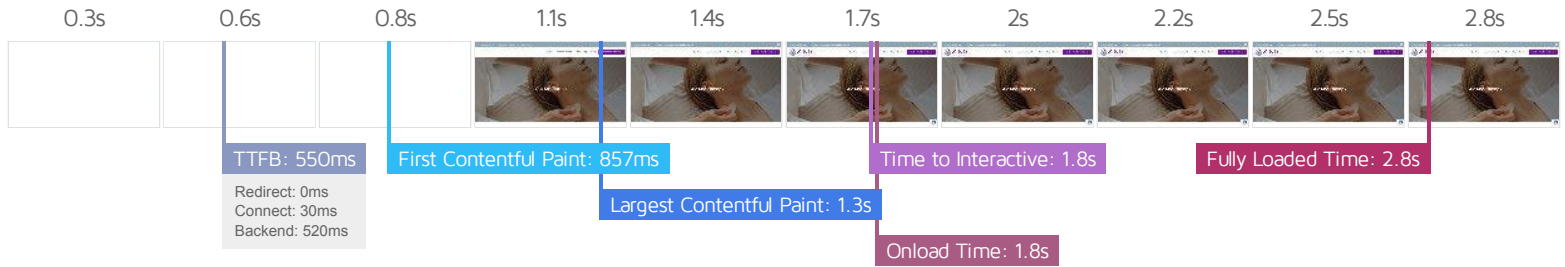 0.3s 0.6s 0.8s 1.1s 1.4s 1.7s 2s 2.2s 2.5s 2.8s
TTFB: 550ms
Redirect: 0ms
Connect: 30ms
Backend: 520ms
First Contentful Paint: 857ms
Largest Contentful Paint: 1.3s
Time to Interactive: 1.8s
Onload Time: 1.8s
Fully Loaded Time: 2.8s